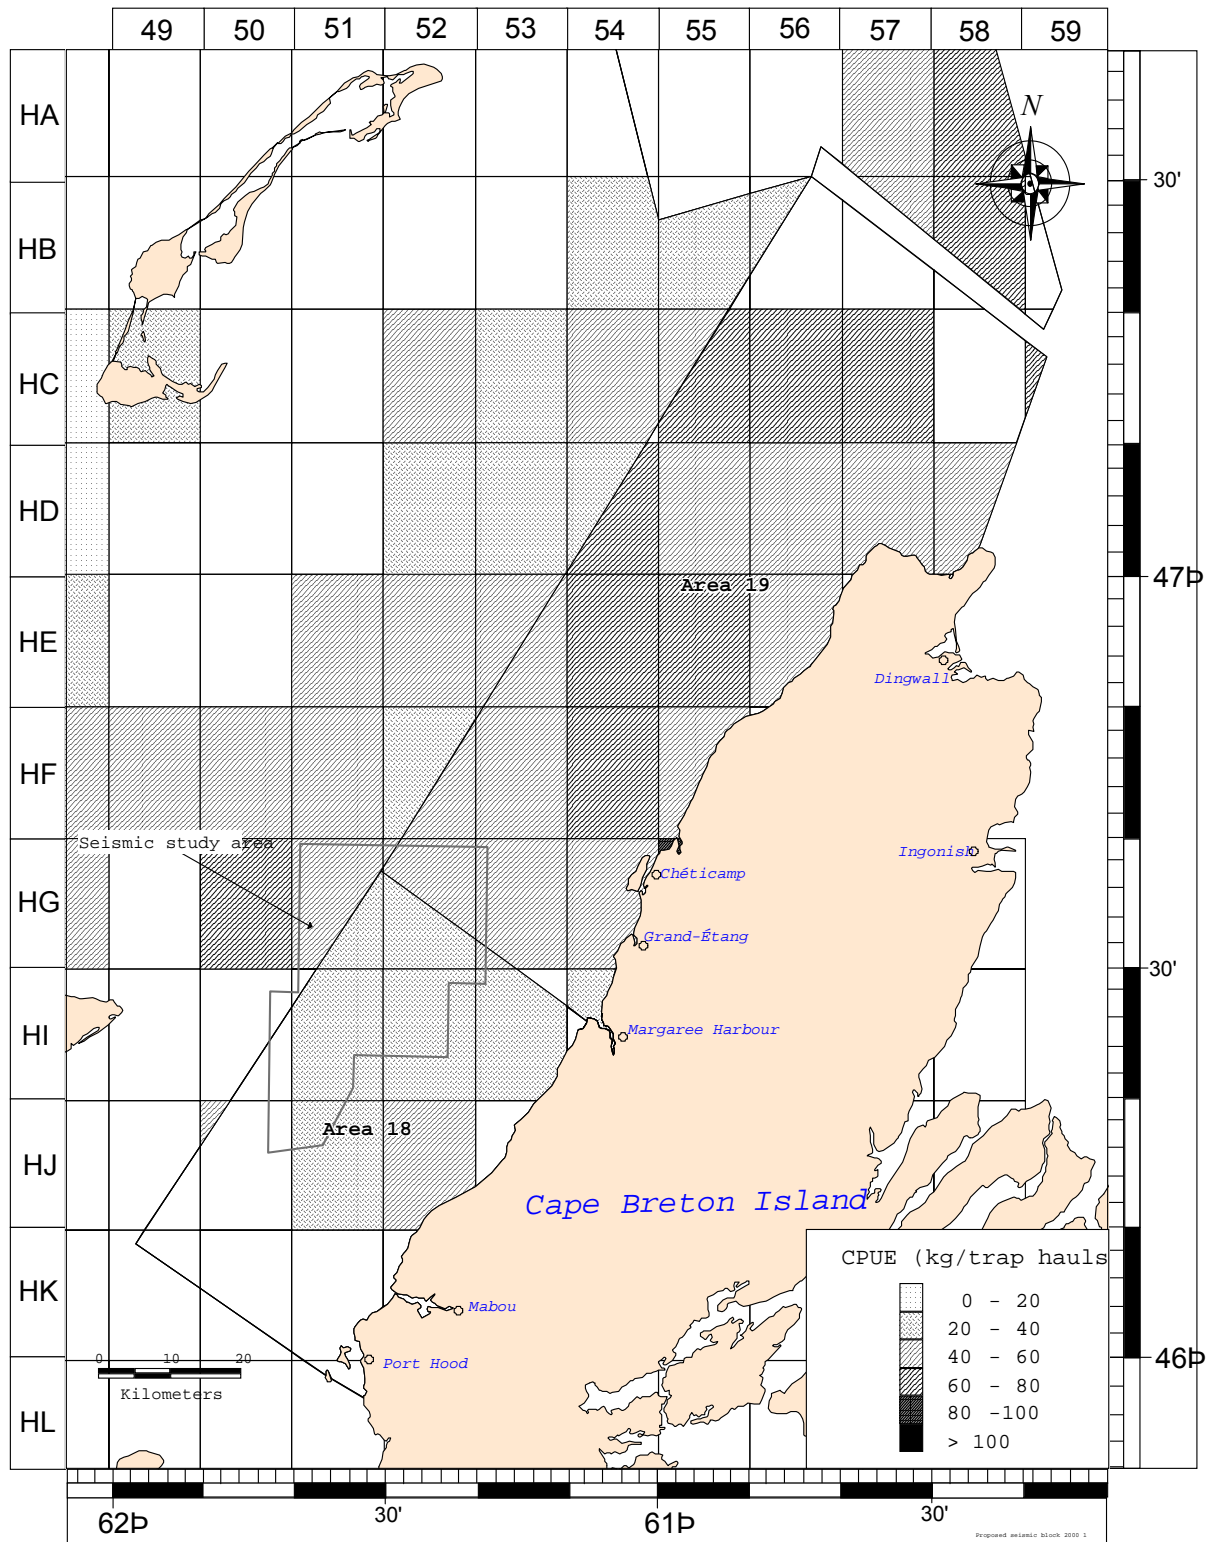 49 50 51 52 53 54 55 56 57 58 59
HA
N
30'
HB
HC
HD
47Þ
Area 19
HE
Dingwall
HF
Seismic study area
Ingonish
Chéticamp
HG
Grand-Étang
30'
HI
Margaree Harbour
Area 18
HJ
Cape Breton Island
CPUE (kg/trap hauls
HK
0 - 20
Mabou
20 - 40
46Þ
0 10 20
Port Hood
40 - 60
Kilometers
60 - 80
HL
80 -100
> 100
62Þ 30' 61Þ 30'
Proposed seismic block 2000 1